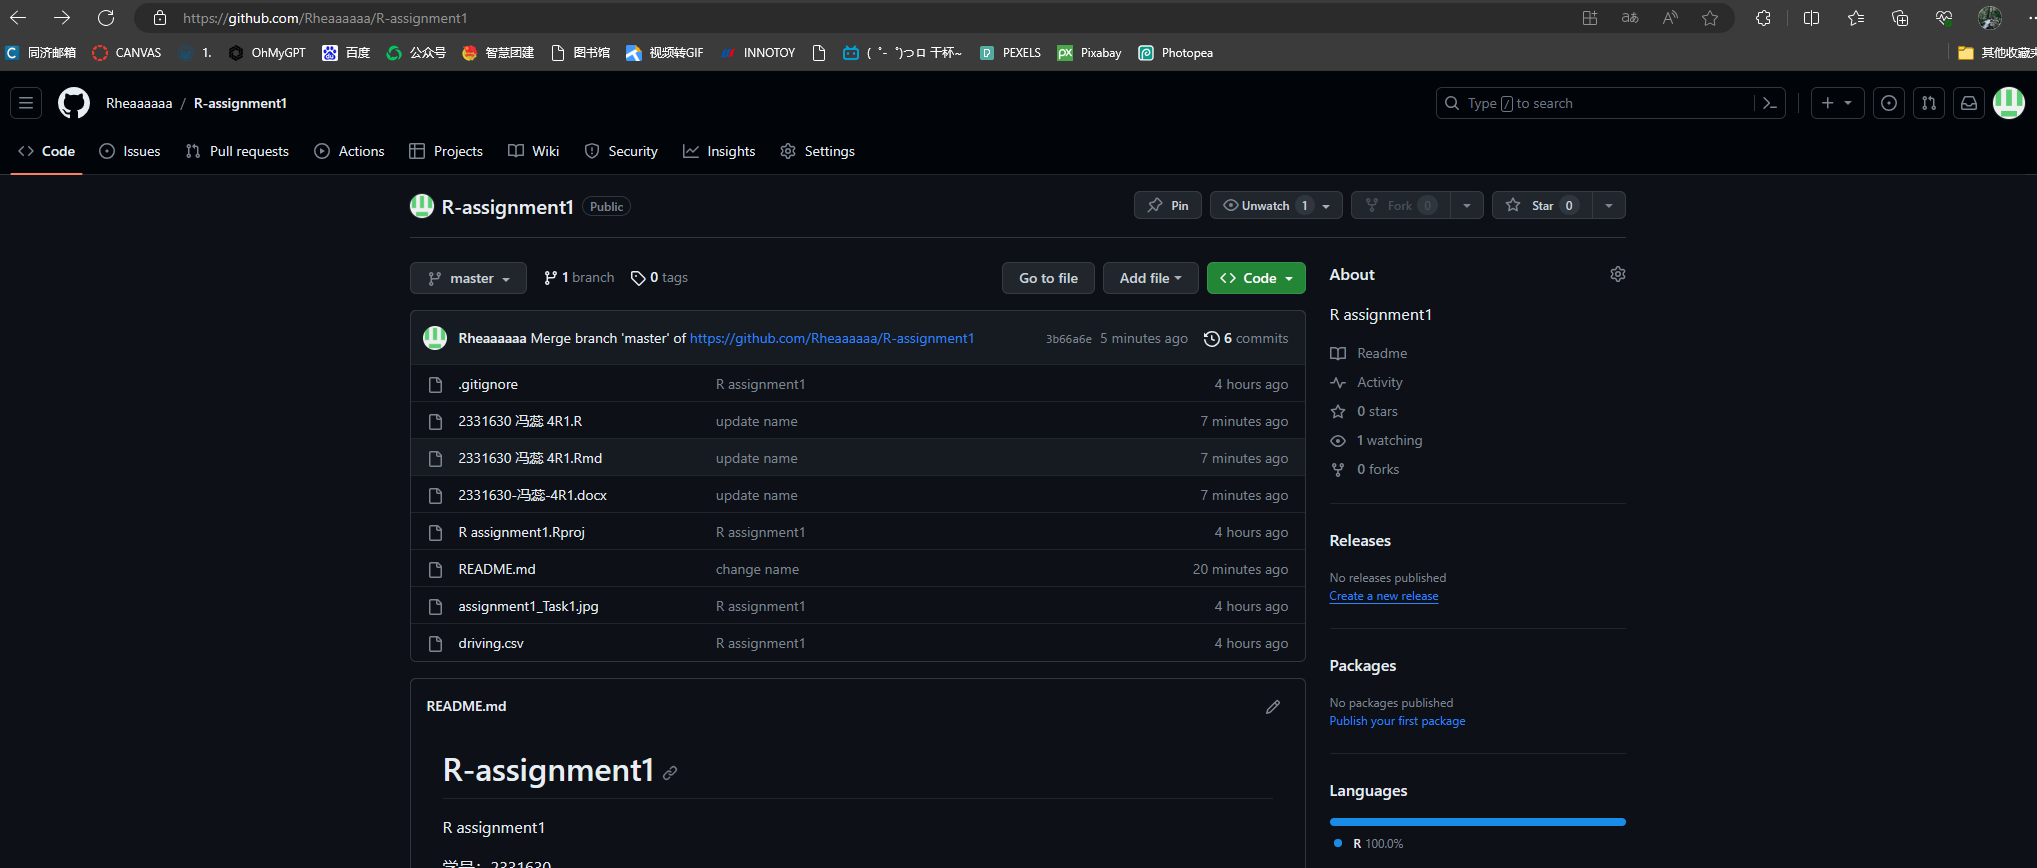 https://github.com/Rheaaaaaa/R-assignment1
同济邮箱 CANVAS 1. OhMyGPT 百度 公众号 智慧团建 图书馆 视频转GIF INNOTOY ( ゜- ゜)つロ 干杯~ PEXELS Pixabay Photopea 其他收藏夹
Rheaaaaaa / R-assignment1 Type / to search
Code Issues Pull requests Actions Projects Wiki Security Insights Settings
R-assignment1 Public Pin Unwatch 1 Fork 0 Star 0
master 1 branch 0 tags Go to file Add file Code
Rheaaaaaa Merge branch 'master' of https://github.com/Rheaaaaaa/R-assignment1 3b66a6e 5 minutes ago 6 commits
.gitignore R assignment1 4 hours ago
2331630 冯蕊 4R1.R update name 7 minutes ago
2331630 冯蕊 4R1.Rmd update name 7 minutes ago
2331630-冯蕊-4R1.docx update name 7 minutes ago
R assignment1.Rproj R assignment1 4 hours ago
README.md change name 20 minutes ago
assignment1_Task1.jpg R assignment1 4 hours ago
driving.csv R assignment1 4 hours ago
README.md
R-assignment1
R assignment1
学号：2331630
About
R assignment1
Readme
Activity
0 stars
1 watching
0 forks
Releases
No releases published
Create a new release
Packages
No packages published
Publish your first package
Languages
R 100.0%